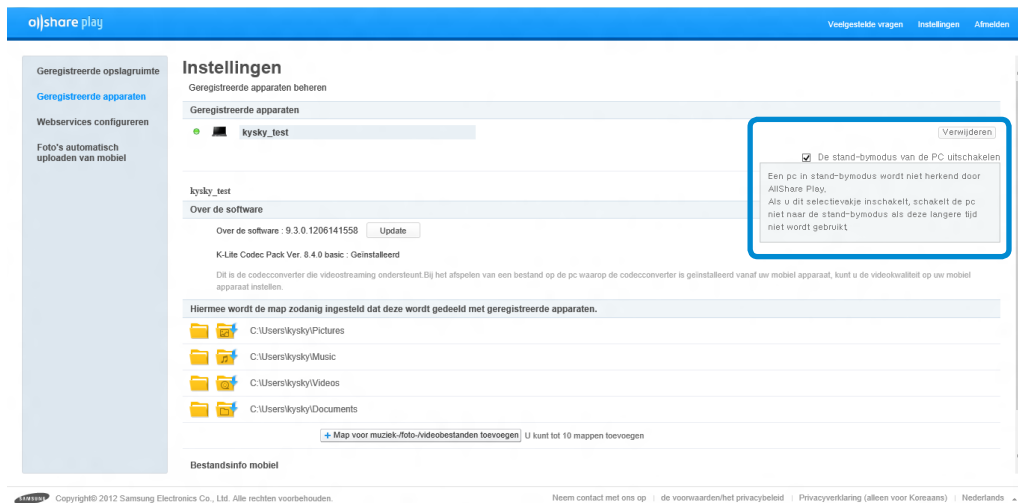 allshare play
Veelgestelde vragen Instellingen Afmelden
Geregistreerde opslagruimte
Geregistreerde apparaten
Webservices configureren
Foto's automatisch
uploaden van mobiel
Instellingen
Geregistreerde apparaten beheren
Geregistreerde apparaten
kysky_test
Verwijderen
De stand-bymodus van de PC uitschakelen
Een pc in stand-bymodus wordt niet herkend door
AllShare Play.
Als u dit selectievakje inschakelt, schakelt de pc
niet naar de stand-bymodus als deze langere tijd
niet wordt gebruikt.
kysky_test
Over de software
Over de software : 9.3.0.1206141558 Update
K-Lite Codec Pack Ver. 8.4.0 basic : Geïnstalleerd
Dit is de codecconverter die videostreaming ondersteunt.Bij het afspelen van een bestand op de pc waarop de codecconverter is geïnstalleerd vanaf uw mobiel apparaat, kunt u de videokwaliteit op uw mobiel
apparaat instellen.
Hiermee wordt de map zodanig ingesteld dat deze wordt gedeeld met geregistreerde apparaten.
C:\Users\kysky\Pictures
C:\Users\kysky\Music
C:\Users\kysky\Videos
C:\Users\kysky\Documents
+ Map voor muziek-/foto-/videobestanden toevoegen U kunt tot 10 mappen toevoegen
Bestandsinfo mobiel
SAMSUNG Copyright© 2012 Samsung Electronics Co., Ltd. Alle rechten voorbehouden.
Neem contact met ons op | de voorwaarden/het privacybeleid | Privacyverklaring (alleen voor Koreaans) | Nederlands